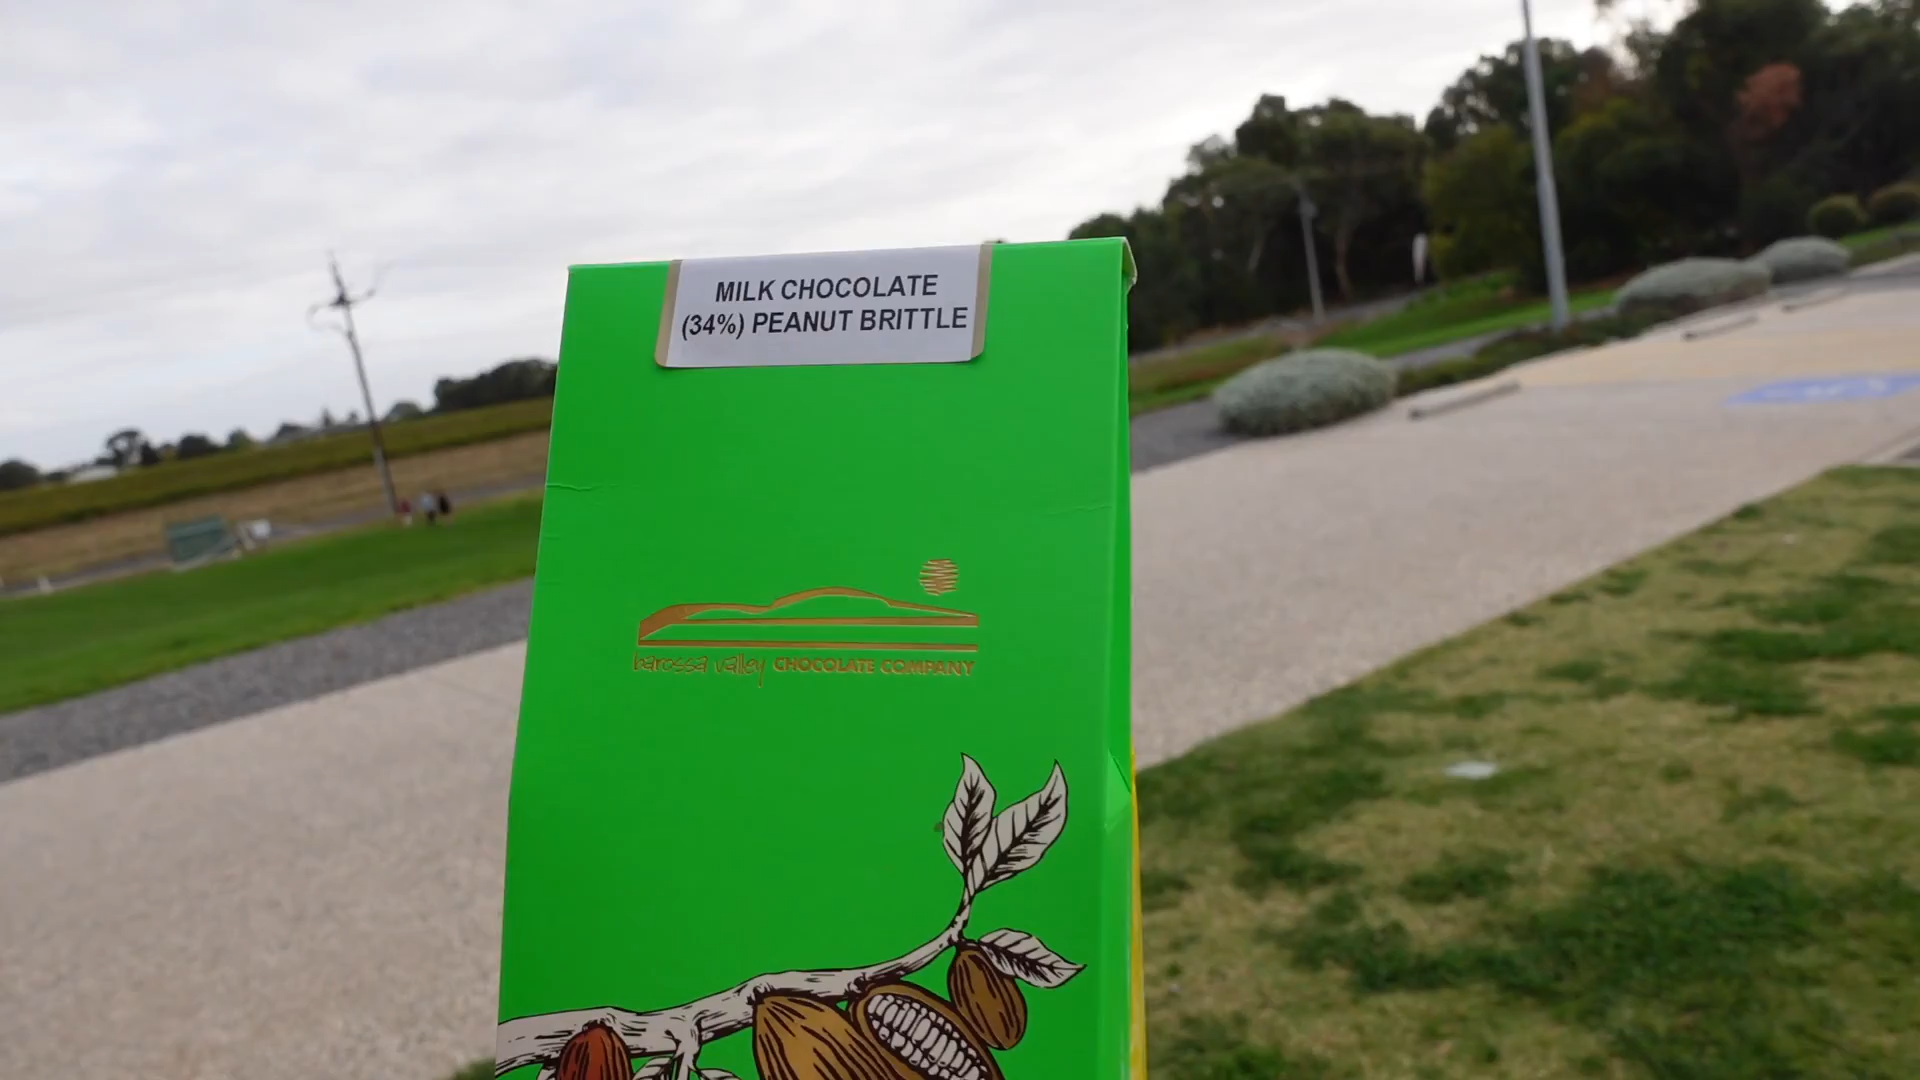 MILK CHOCOLATE
(34%) PEANUT BRITTLE
barossa valley CHOCOLATE COMPANY